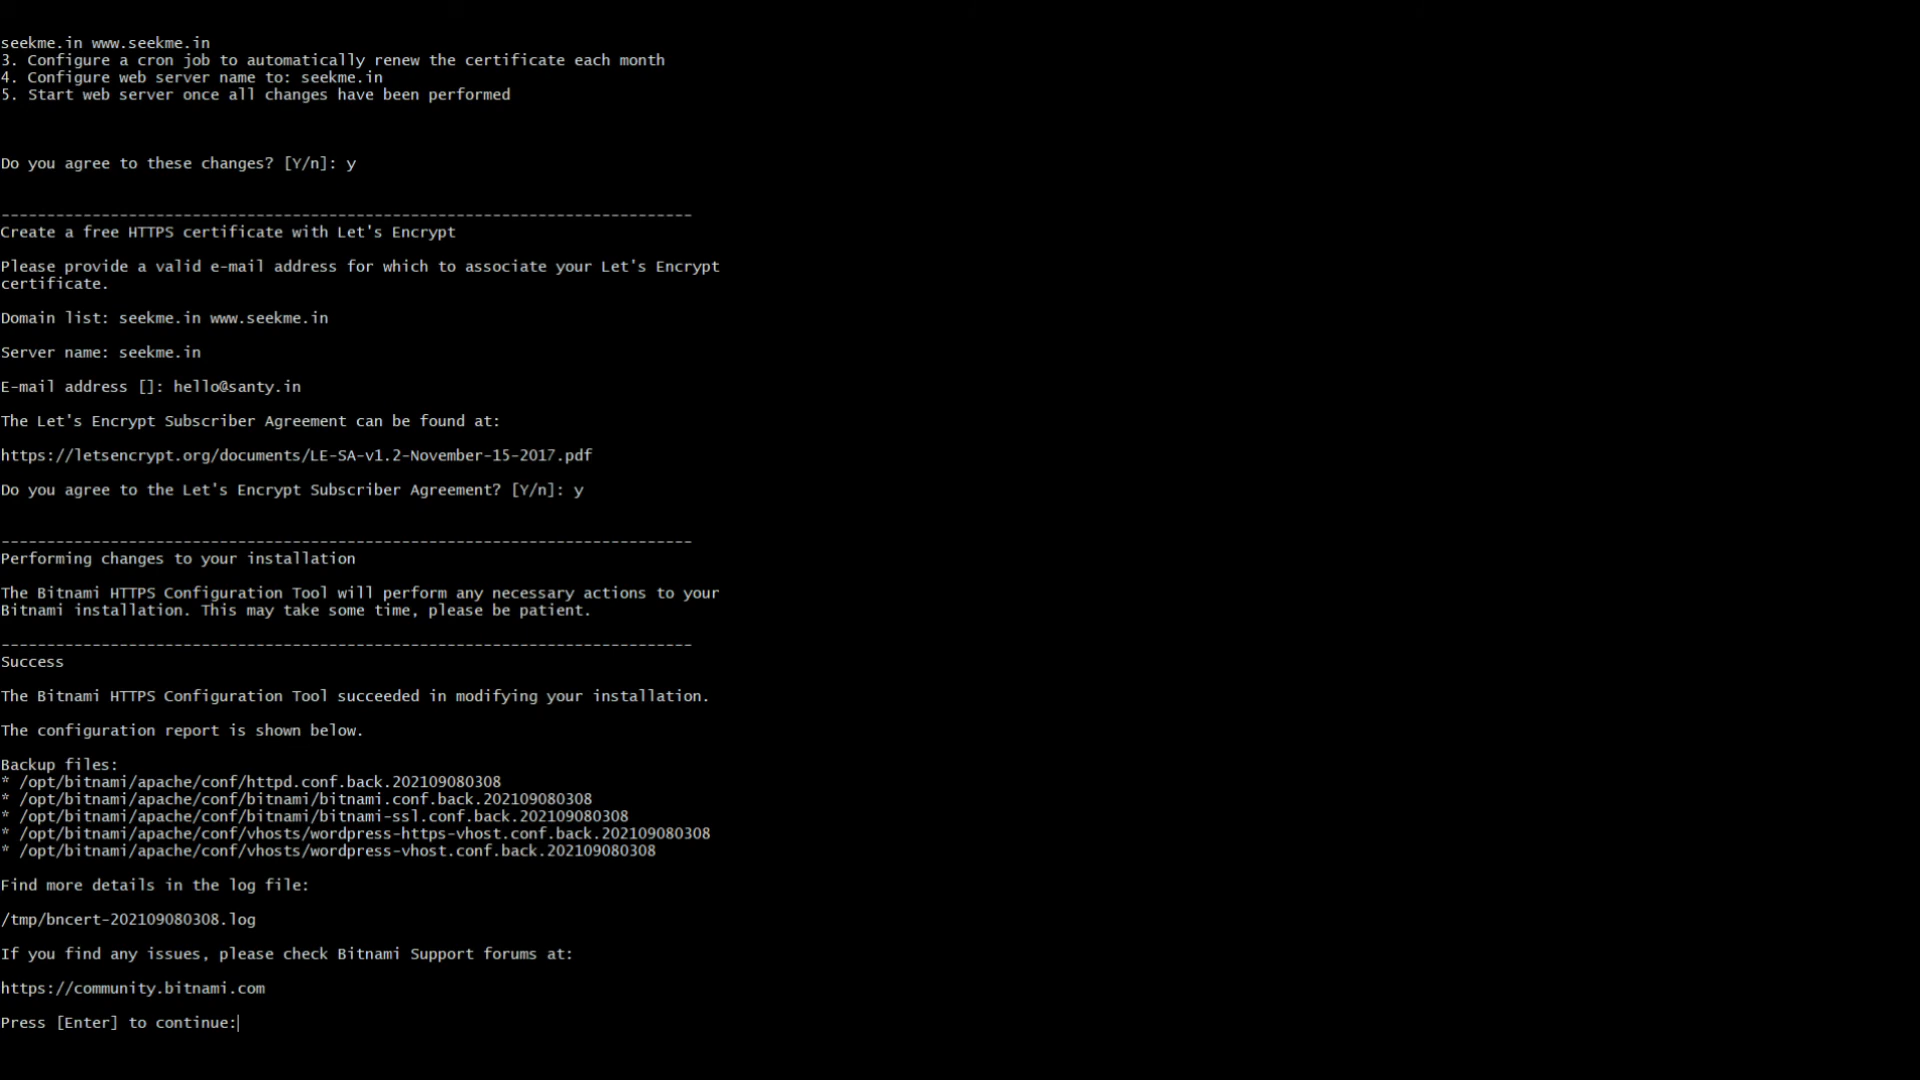 seekme.in www.seekme.in
3. Configure a cron job to automatically renew the certificate each month
4. Configure web server name to: seekme.in
5. Start web server once all changes have been performed
Do you agree to these changes? [Y/n]: y
----------------------------------------------------------------------------
Create a free HTTPS certificate with Let's Encrypt
Please provide a valid e-mail address for which to associate your Let's Encrypt
certificate.
Domain list: seekme.in www.seekme.in
Server name: seekme.in
E-mail address []: hello@santy.in
The Let's Encrypt Subscriber Agreement can be found at:
https://letsencrypt.org/documents/LE-SA-v1.2-November-15-2017.pdf
Do you agree to the Let's Encrypt Subscriber Agreement? [Y/n]: y
----------------------------------------------------------------------------
Performing changes to your installation
The Bitnami HTTPS Configuration Tool will perform any necessary actions to your
Bitnami installation. This may take some time, please be patient.
----------------------------------------------------------------------------
Success
The Bitnami HTTPS Configuration Tool succeeded in modifying your installation.
The configuration report is shown below.
Backup files:
* /opt/bitnami/apache/conf/httpd.conf.back.202109080308
* /opt/bitnami/apache/conf/bitnami/bitnami.conf.back.202109080308
* /opt/bitnami/apache/conf/bitnami/bitnami-ssl.conf.back.202109080308
* /opt/bitnami/apache/conf/vhosts/wordpress-https-vhost.conf.back.202109080308
* /opt/bitnami/apache/conf/vhosts/wordpress-vhost.conf.back.202109080308
Find more details in the log file:
/tmp/bncert-202109080308.log
If you find any issues, please check Bitnami Support forums at:
https://community.bitnami.com
Press [Enter] to continue: